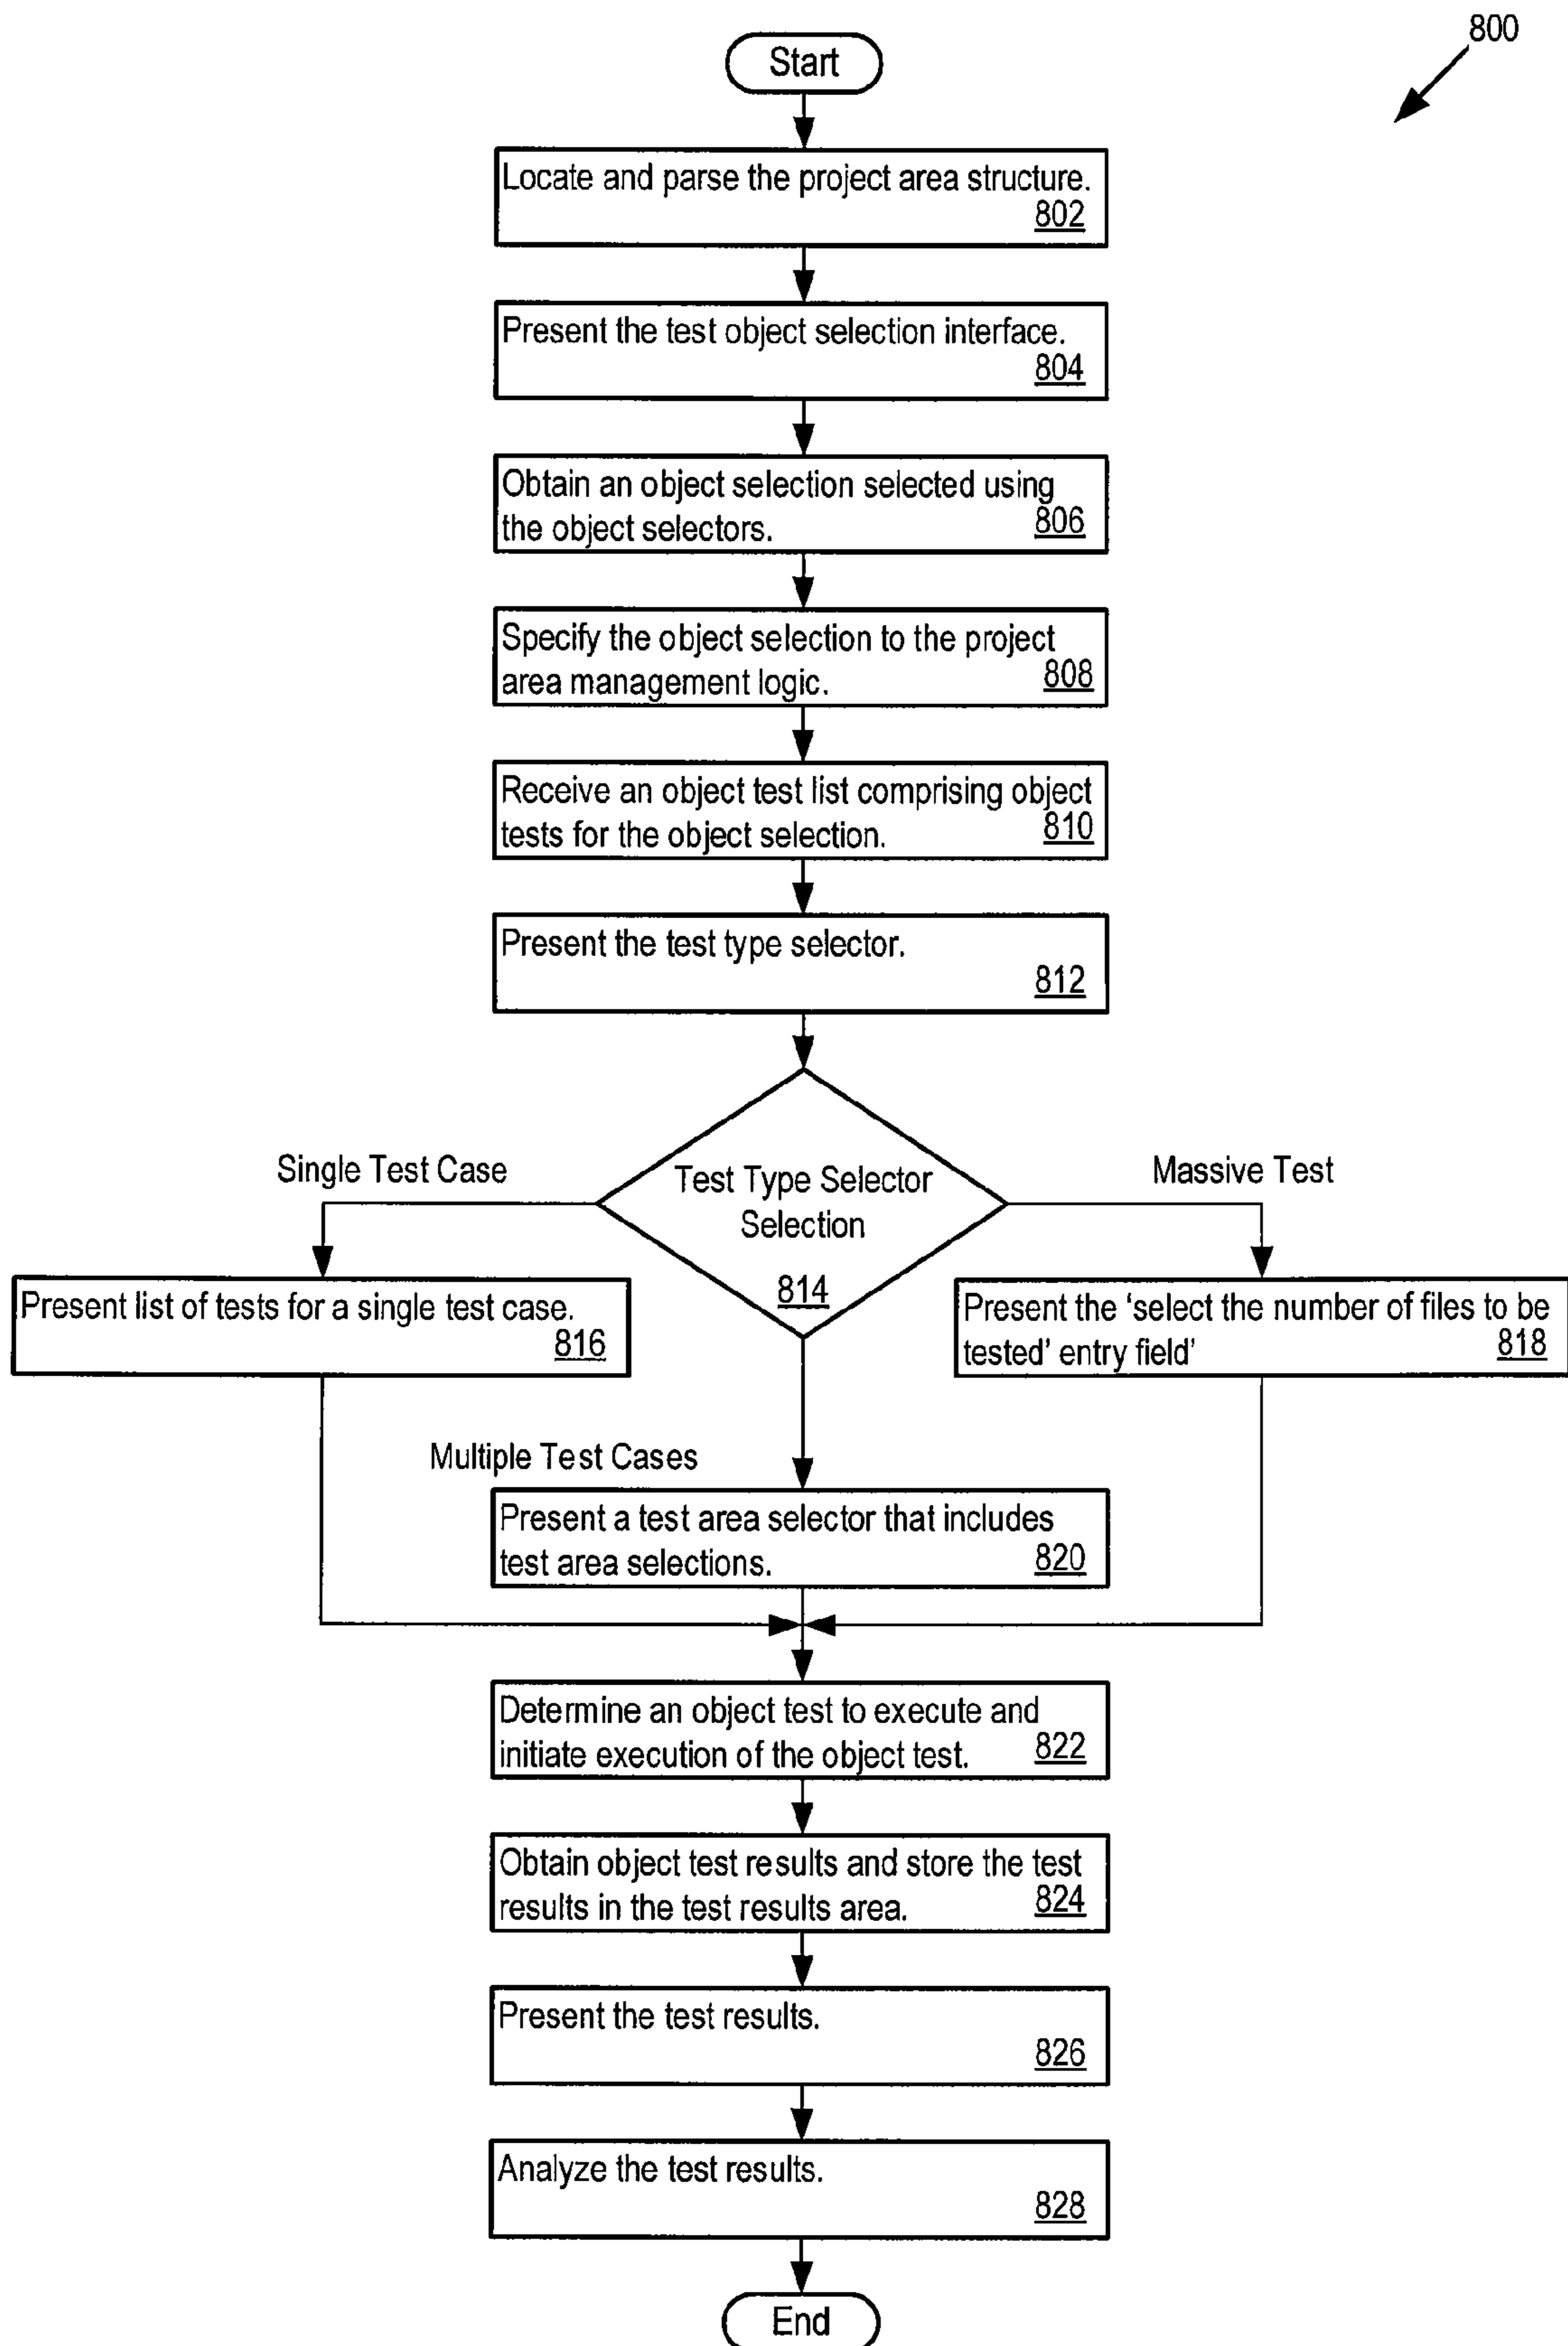 800
Start
Locate and parse the project area structure.
802
Present the test object selection interface.
804
Obtain an object selection selected using
the object selectors.
806
Specify the object selection to the project
area management logic.
808
Receive an object test list comprising object
tests for the object selection.
810
Present the test type selector.
812
Single Test Case
Test Type Selector
Selection
814
Massive Test
Present list of tests for a single test case.
816
Present the ‘select the number of files to be
tested’ entry field’
818
Multiple Test Cases
Present a test area selector that includes
test area selections.
820
Determine an object test to execute and
initiate execution of the object test.
822
Obtain object test results and store the test
results in the test results area.
824
Present the test results.
826
Analyze the test results.
828
End